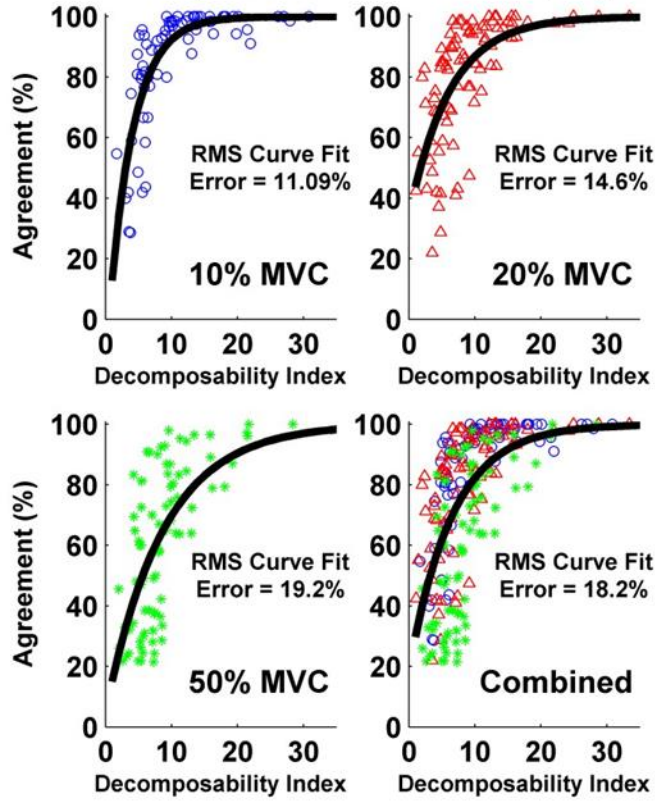 100
80
60
40
20
0
Agreement (%)
RMS Curve Fit
Error = 11.09%
10% MVC
0 10 20 30
Decomposability Index
100
80
60
40
20
0
RMS Curve Fit
Error = 14.6%
20% MVC
0 10 20 30
Decomposability Index
100
80
60
40
20
0
Agreement (%)
RMS Curve Fit
Error = 19.2%
50% MVC
0 10 20 30
Decomposability Index
100
80
60
40
20
0
RMS Curve Fit
Error = 18.2%
Combined
0 10 20 30
Decomposability Index